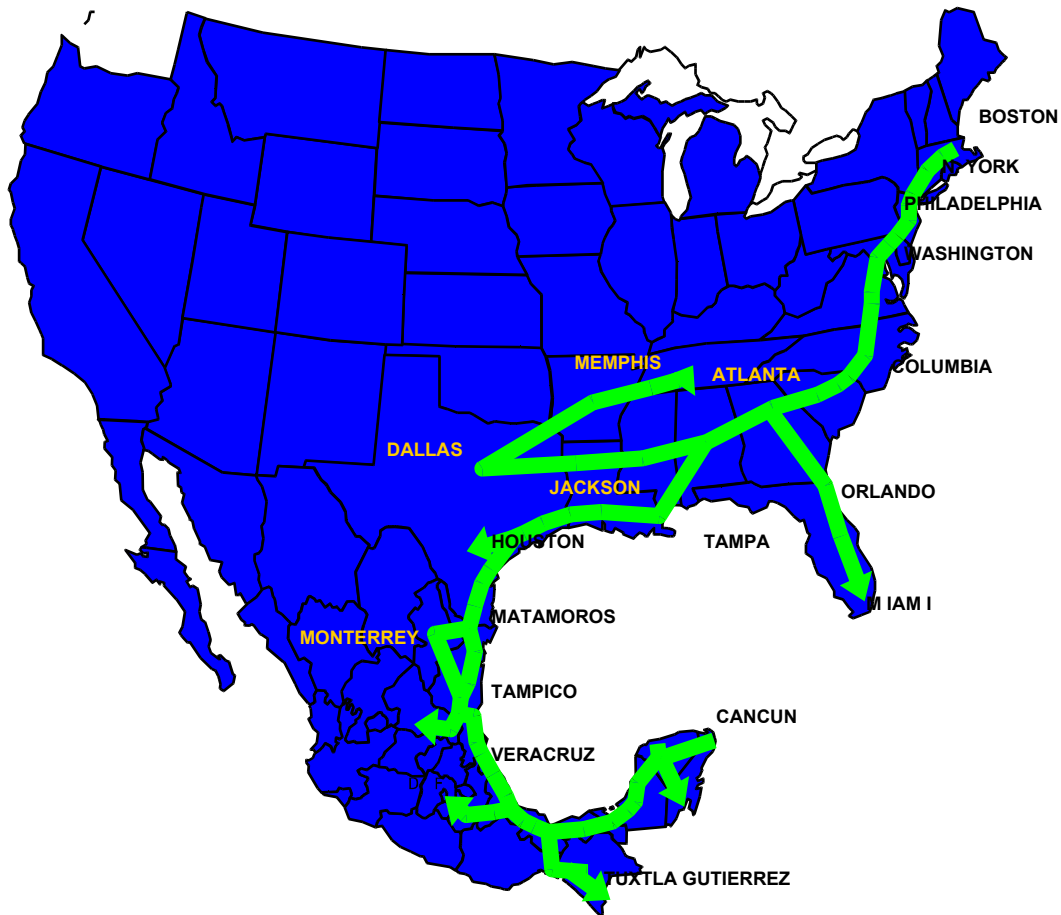 BOSTON
N. YORK
PHILADELPHIA
WASHINGTON
MEMPHIS
ATLANTA
COLUMBIA
DALLAS
JACKSON
ORLANDO
HOUSTON
TAMPA
M IAM I
MATAMOROS
MONTERREY
TAMPICO
CANCUN
VERACRUZ
TUXTLA GUTIERREZ